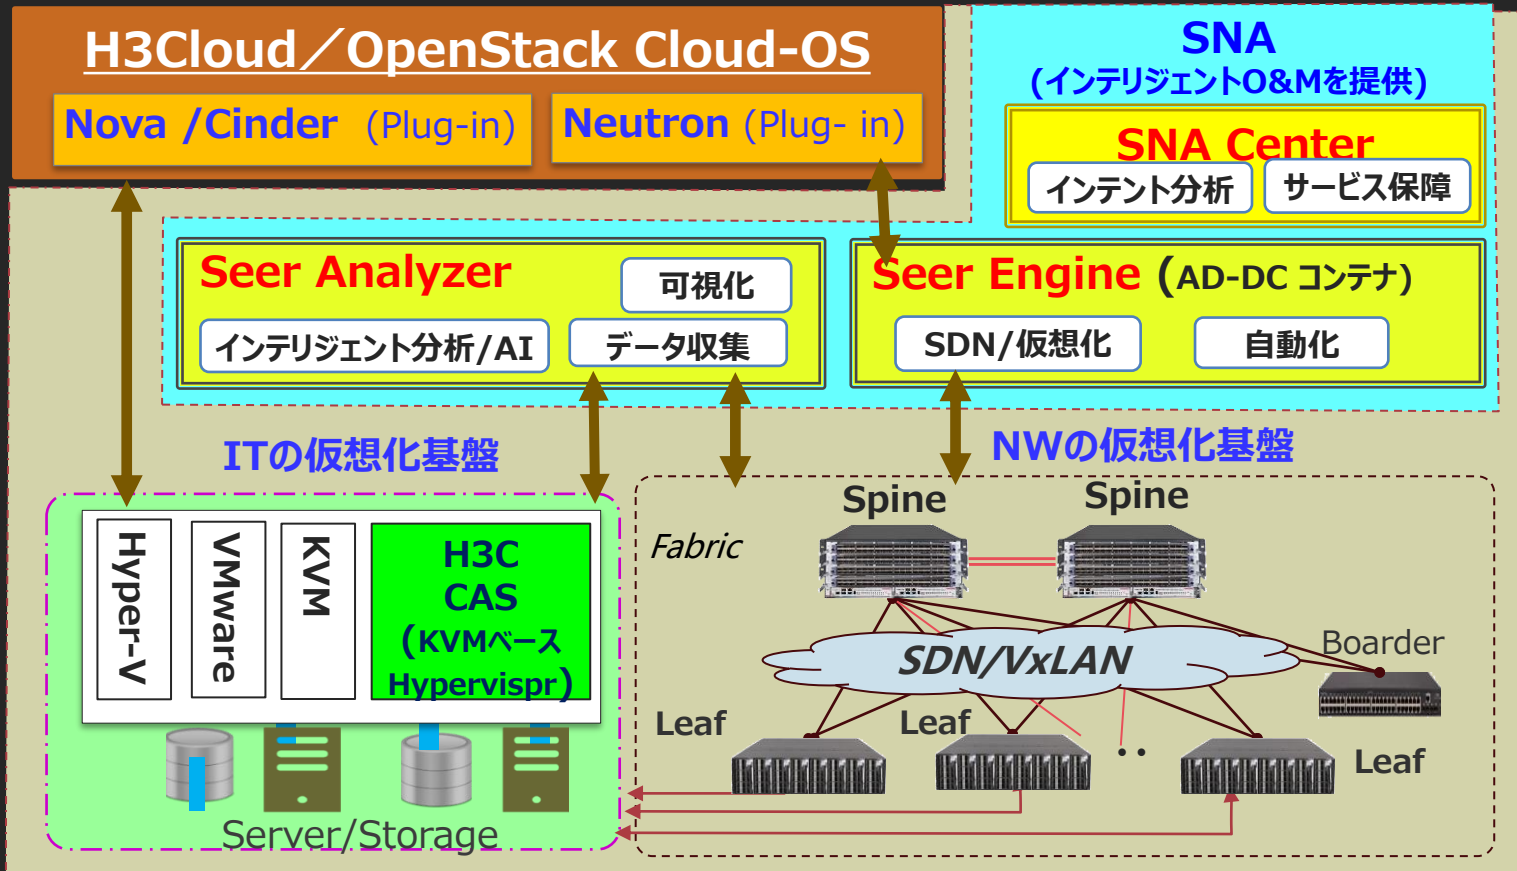 H3Cloud／OpenStack Cloud-OS
Nova /Cinder (Plug-in)
Neutron (Plug- in)
SNA
(インテリジェントO&Mを提供)
SNA Center
インテント分析
サービス保障
Seer Analyzer
可視化
インテリジェント分析/AI
データ収集
Seer Engine (AD-DC コンテナ)
SDN/仮想化
自動化
ITの仮想化基盤
NWの仮想化基盤
Hyper-V
VMware
KVM
H3C
CAS
(KVMベース
Hypervispr)
Server/Storage
Fabric
Spine
Spine
SDN/VxLAN
Boarder
Leaf
Leaf
..
Leaf